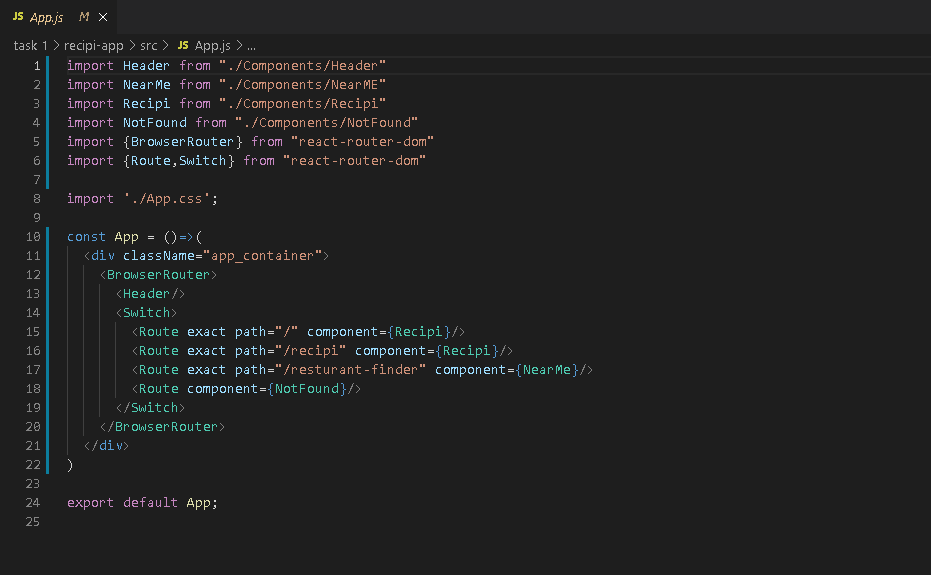 JS App.js M ×
task 1 > recipi-app > src > JS App.js > ...
1 import Header from "./Components/Header"
2 import NearMe from "./Components/NearME"
3 import Recipi from "./Components/Recipi"
4 import NotFound from "./Components/NotFound"
5 import {BrowserRouter} from "react-router-dom"
6 import {Route,Switch} from "react-router-dom"
7
8 import './App.css';
9
10 const App = ()=>(
11   <div className="app_container">
12     <BrowserRouter>
13       <Header/>
14       <Switch>
15         <Route exact path="/" component={Recipi}/>
16         <Route exact path="/recipi" component={Recipi}/>
17         <Route exact path="/resturant-finder" component={NearMe}/>
18         <Route component={NotFound}/>
19       </Switch>
20     </BrowserRouter>
21   </div>
22 )
23
24 export default App;
25